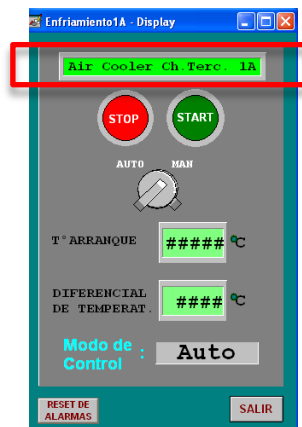 Enfriamiento1A - Display
Air Cooler Ch.Terc. 1A
STOP START
AUTO MAN
T°ARRANQUE ##### °C
DIFERENCIAL
DE TEMPERAT. #### °C
Modo de
Control : Auto
RESET DE
ALARMAS
SALIR